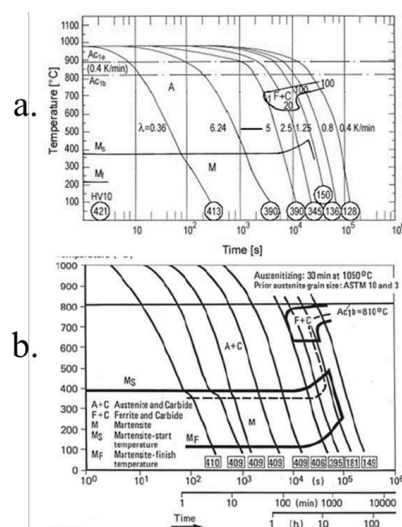 a.
Temperature [°C]
1000
900
800
700
600
500
400
300
200
100
Ac1e
(0.4 K/min)
Ac1b
A
1 F+C 100 100
20
λ=0.36 6.24 5 2.5 1.25 0.8 0.4 K/min
Ms
M
Mf
HV10
421 413 390 390 345 150 136 128
10⁰ 10¹ 10² 10³ 10⁴ 10⁵ 10⁶
Time [s]
b.
1000
900
800
700
600
500
400
300
200
100
0
Austenitizing: 30 min at 1050°C
Prior austenite grain size: ASTM 10 and 3
F+C
Ac1b=810°C
A+C
MS
A+C Austenite and Carbide
F+C Ferrite and Carbide
M Martensite
MS Martensite-start
temperature
MF Martensite-finish
temperature
M
MF
410 409 409 409 409 406 395 181 149
10⁰ 10¹ 10² 10³ 10⁴ (s) 10⁵ 10⁶
1 10 100 (min) 1000 10000
Time
1 (h) 10 100